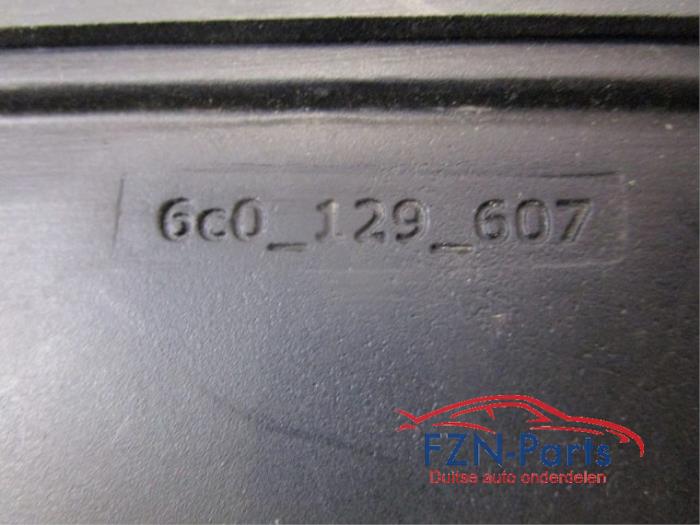 6c0_129_607
FZN-Parts
Duitse auto onderdelen